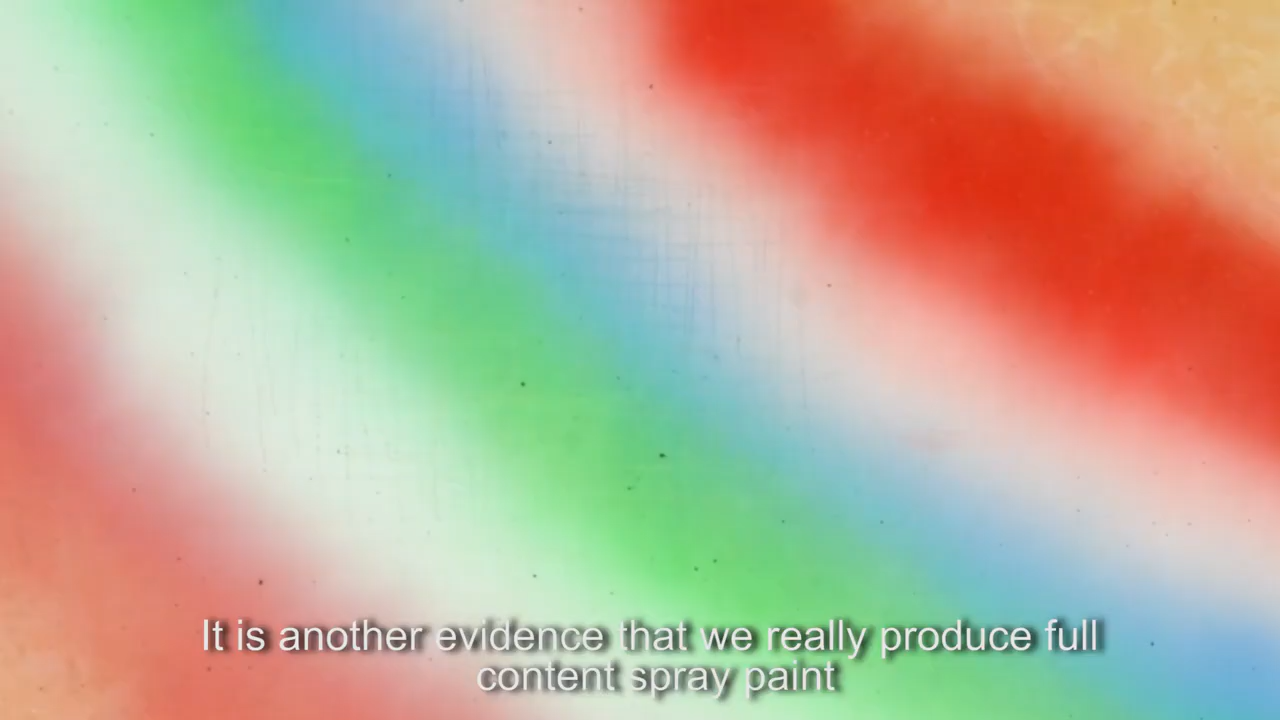 It is another evidence that we really produce full
content spray paint